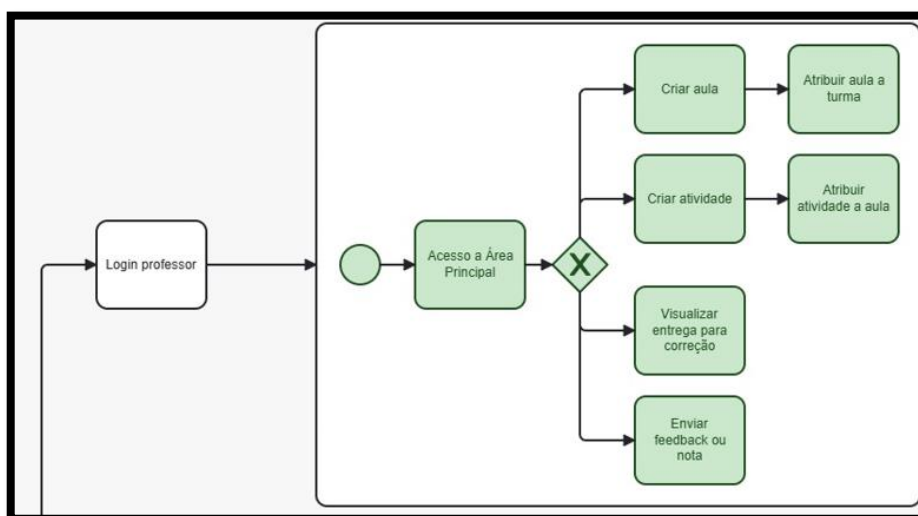 Login professor
Acesso a Área
Principal
X
Criar aula
Atribuir aula a
turma
Criar atividade
Atribuir
atividade a aula
Visualizar
entrega para
correção
Enviar
feedback ou
nota